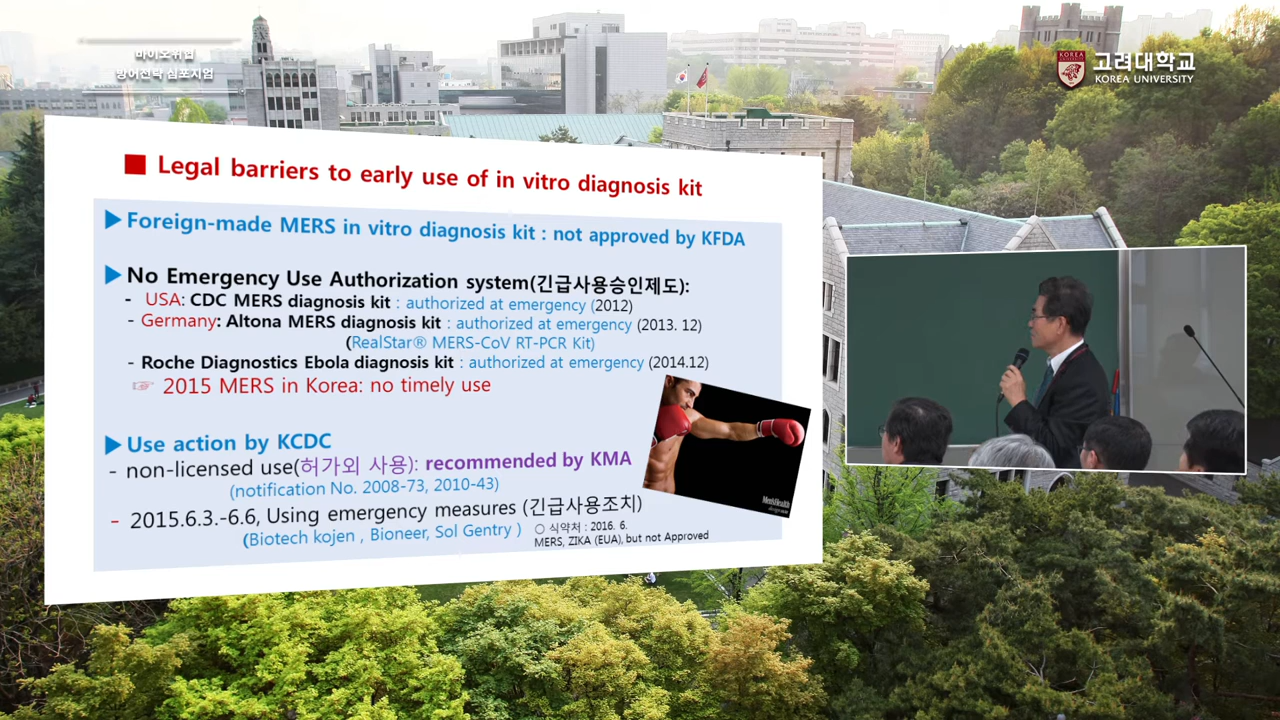 바이오위협
방어전략 심포지엄
KOREA
고려대학교
KOREA UNIVERSITY
■ Legal barriers to early use of in vitro diagnosis kit
▶ Foreign-made MERS in vitro diagnosis kit : not approved by KFDA
▶ No Emergency Use Authorization system(긴급사용승인제도):
- USA: CDC MERS diagnosis kit : authorized at emergency (2012)
- Germany: Altona MERS diagnosis kit : authorized at emergency (2013. 12)
(RealStar® MERS-CoV RT-PCR Kit)
- Roche Diagnostics Ebola diagnosis kit : authorized at emergency (2014.12)
☞ 2015 MERS in Korea: no timely use
▶ Use action by KCDC
- non-licensed use(허가외 사용): recommended by KMA
(notification No. 2008-73, 2010-43)
- 2015.6.3.-6.6, Using emergency measures (긴급사용조치)
(Biotech kojen , Bioneer, Sol Gentry )
○ 식약처 : 2016. 6.
MERS, ZIKA (EUA), but not Approved
Men'sHealth